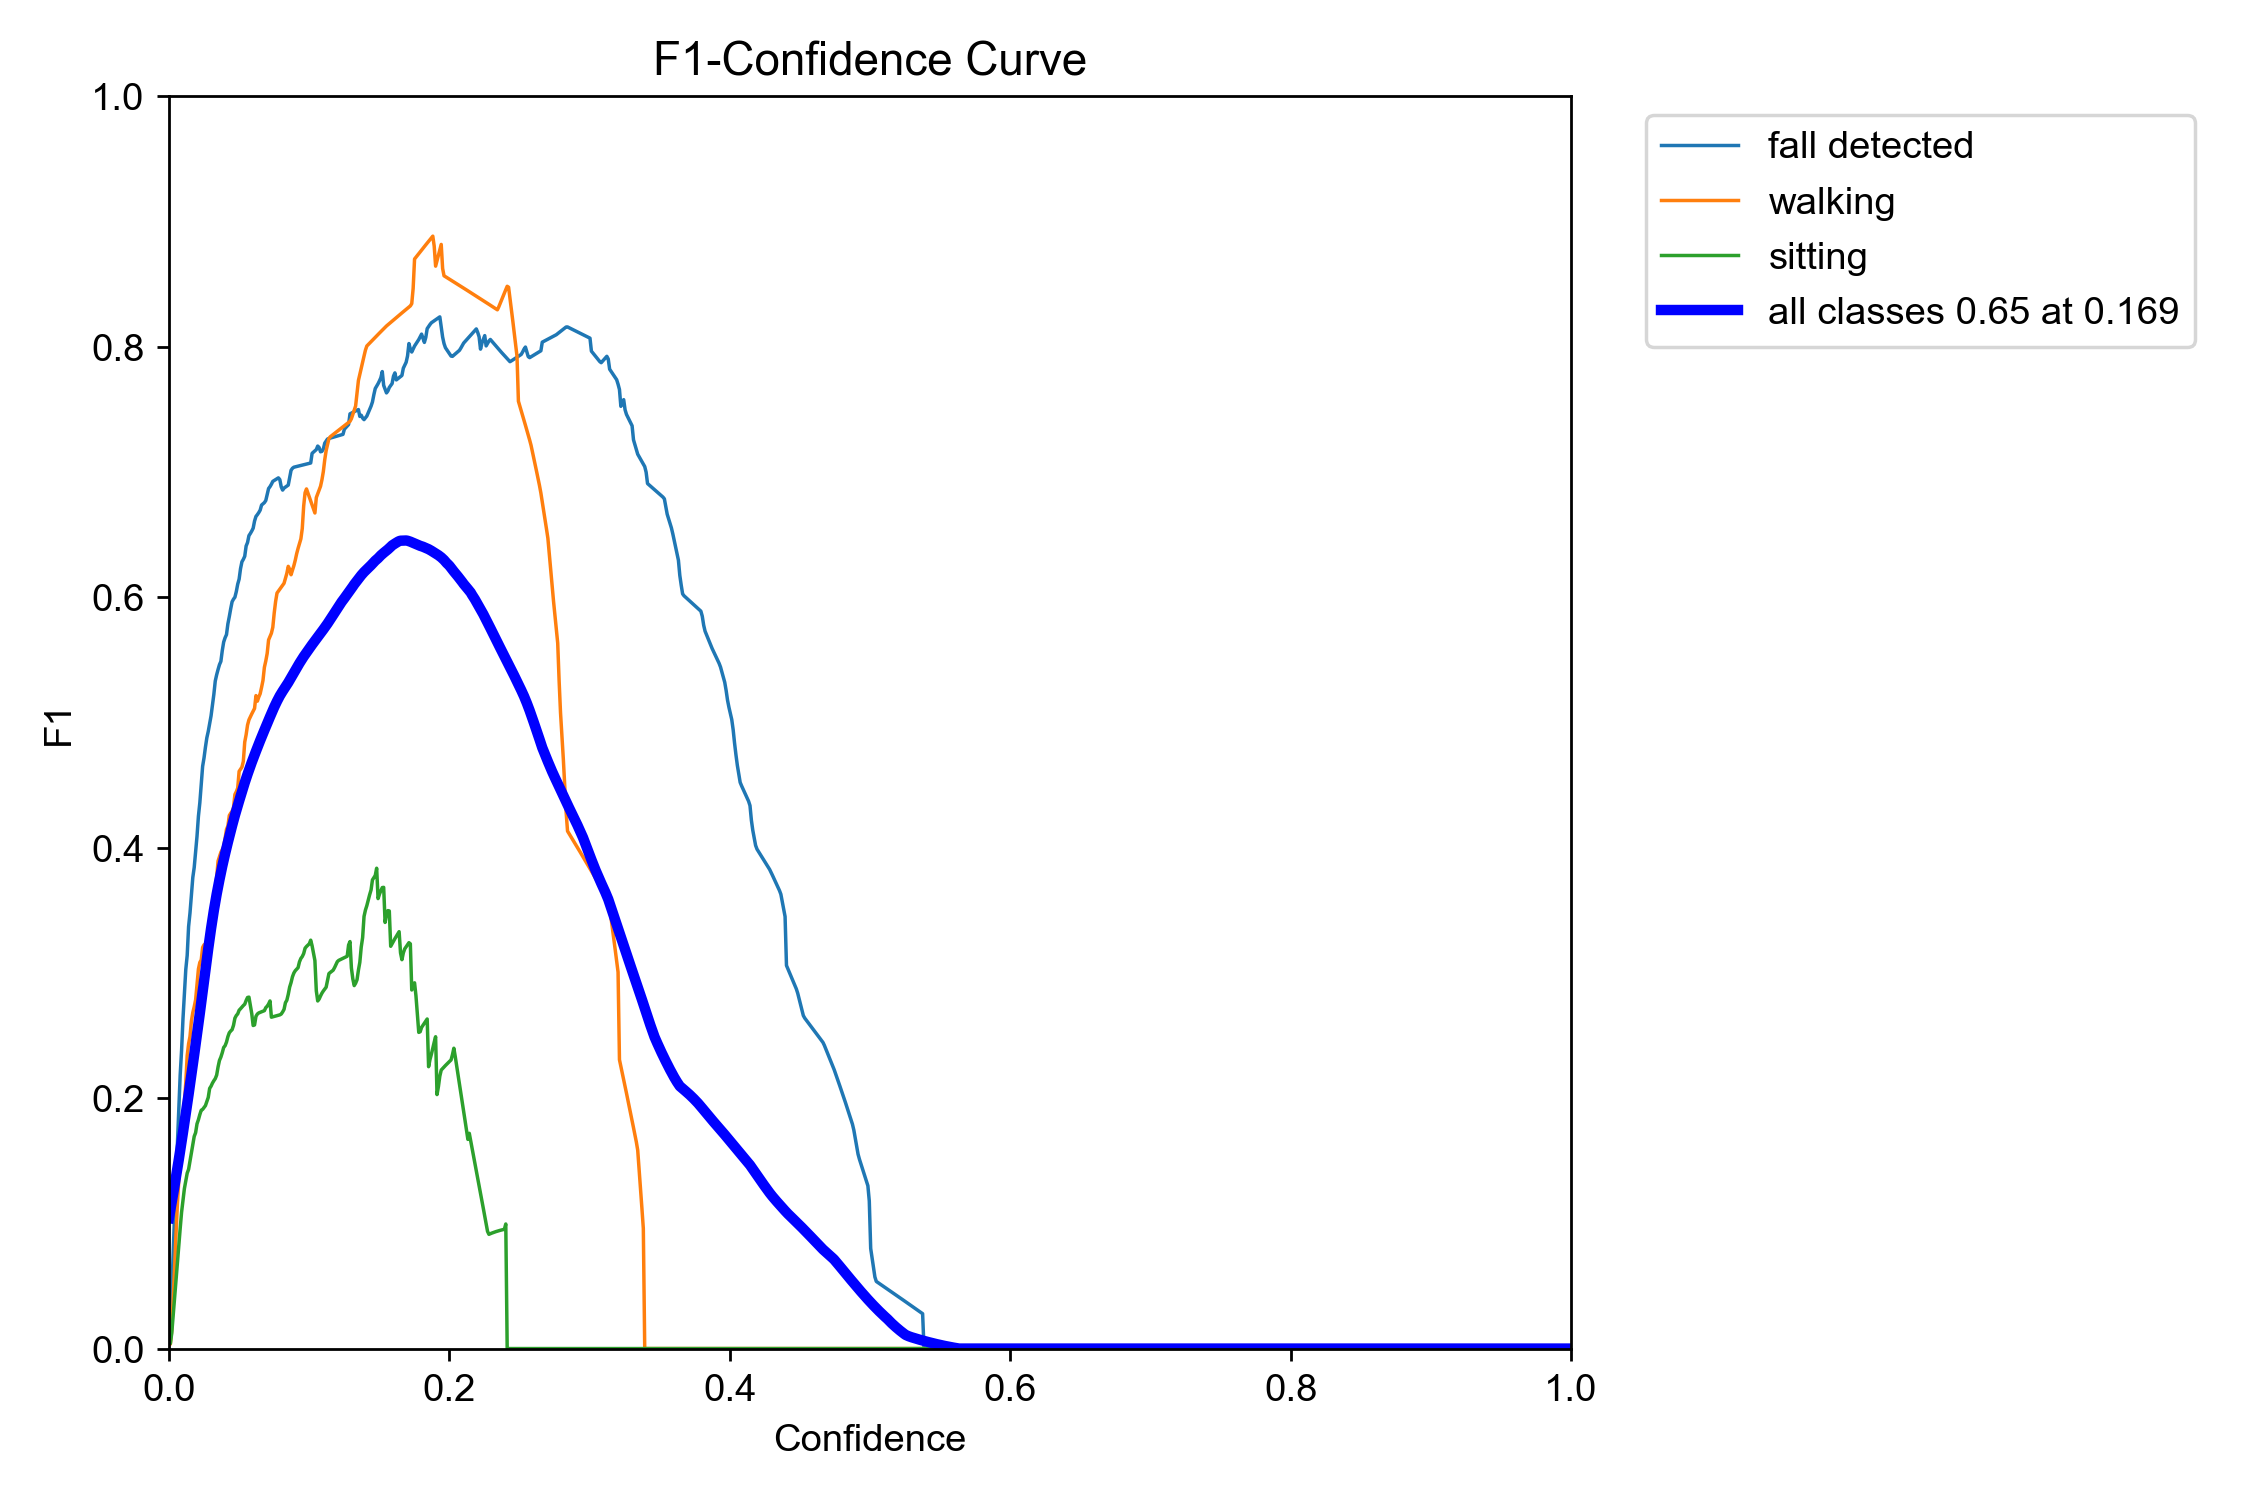 F1-Confidence Curve
1.0
0.8
0.6
0.4
0.2
0.0
F1
0.0 0.2 0.4 0.6 0.8 1.0
Confidence
fall detected
walking
sitting
all classes 0.65 at 0.169